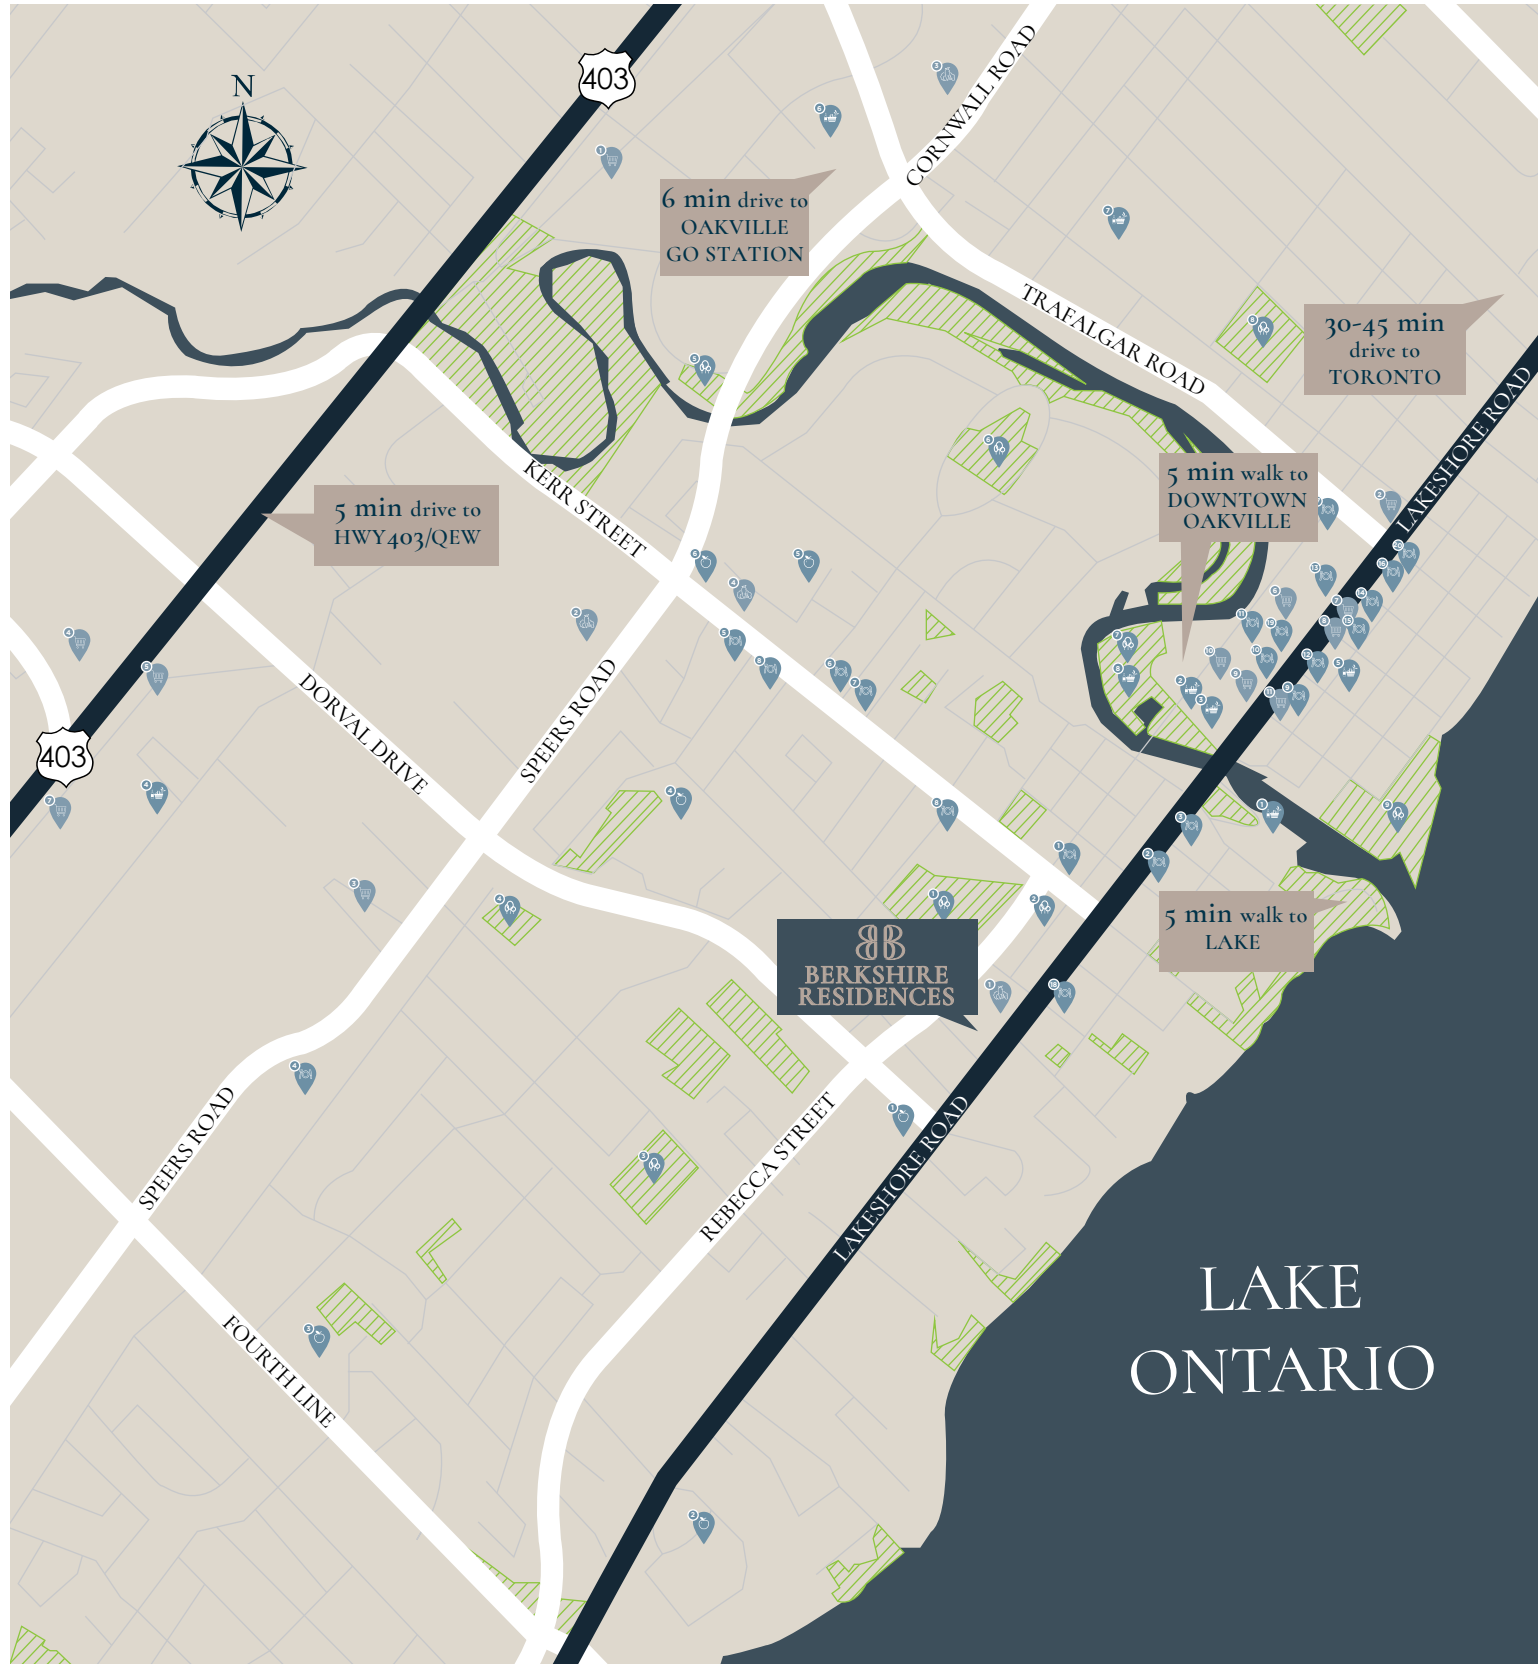 N
403
CORNWALL ROAD
6 min drive to
OAKVILLE
GO STATION
TRAFALGAR ROAD
30-45 min
drive to
TORONTO
LAKESHORE ROAD
5 min walk to
DOWNTOWN
OAKVILLE
KERR STREET
5 min drive to
HWY403/QEW
SPEERS ROAD
DORVAL DRIVE
403
5 min walk to
LAKE
BB
BERKSHIRE
RESIDENCES
SPEERS ROAD
REBECCA STREET
LAKESHORE ROAD
FOURTH LINE
LAKE
ONTARIO